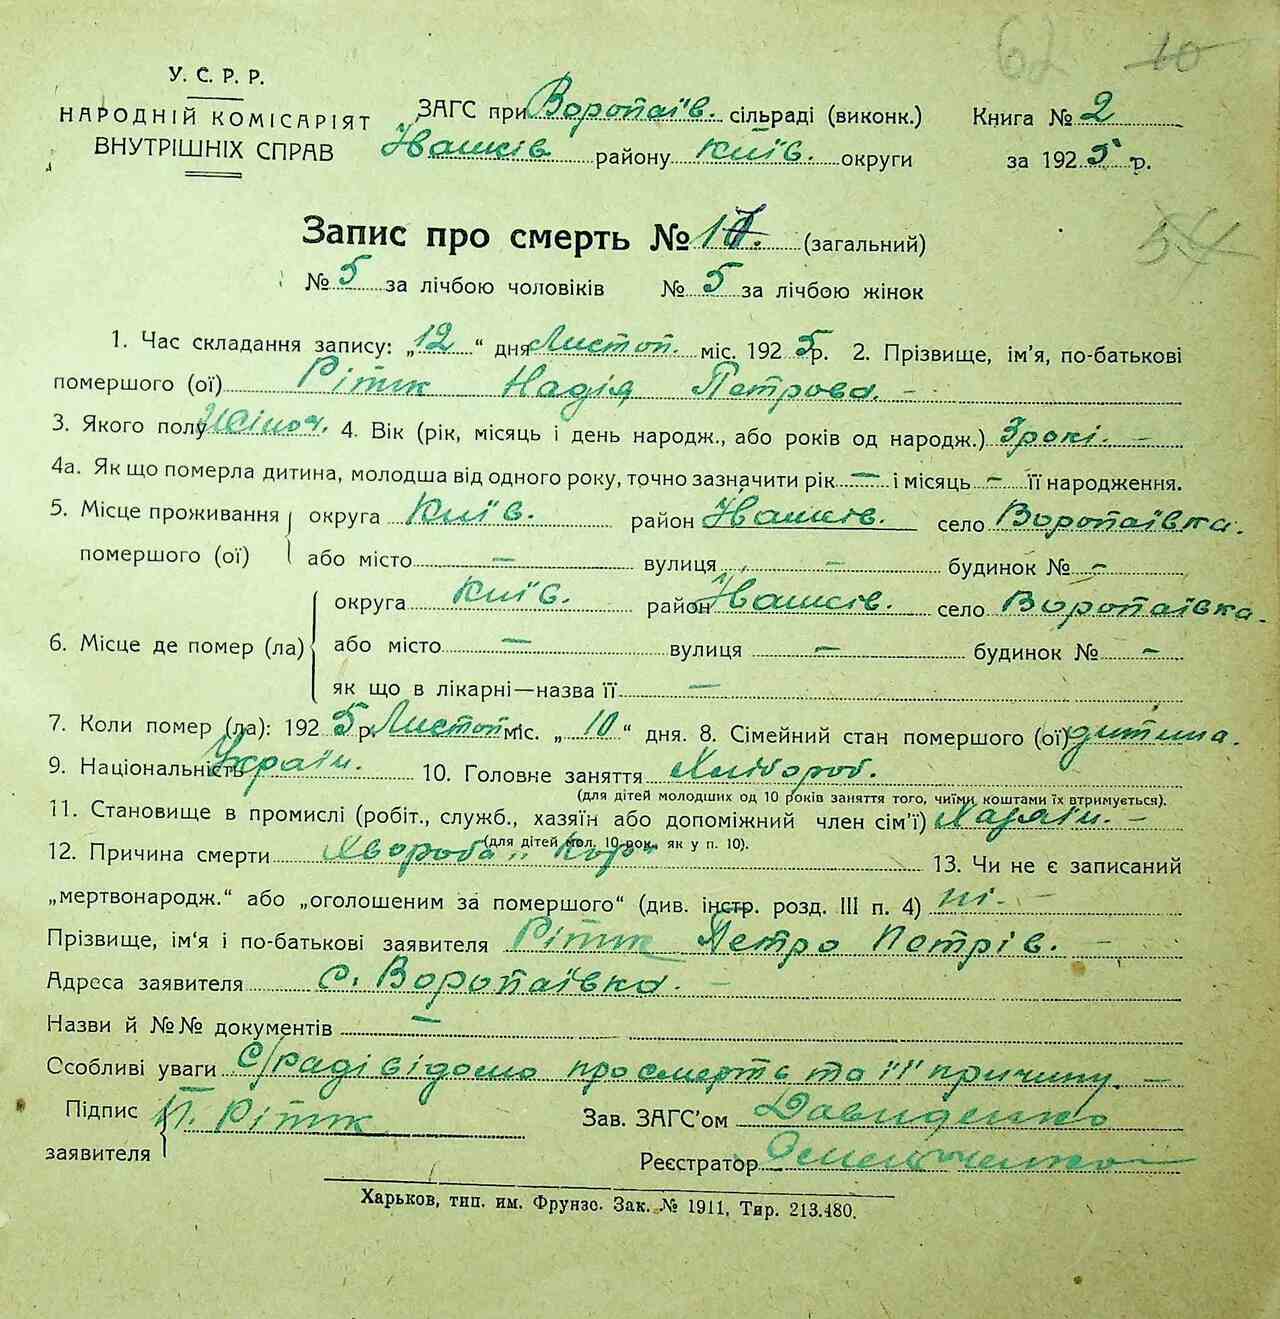 62 10
У. С. Р. Р.
НАРОДНІЙ КОМІСАРІЯТ
ВНУТРІШНІХ СПРАВ
ЗАГС при Воропаїв. сільраді (виконк.)
Івашків району Київ. округи
Книга № 2
за 1925 р.
Запис про смерть № 10. (загальний)
54
№ 5 за лічбою чоловіків № 5 за лічбою жінок
1. Час складання запису: „12“ дня Листоп. міс. 1925р. 2. Прізвище, ім'я, по-батькові
помершого (ої) Рітик Надія Петрова. -
3. Якого полу Жіноч. 4. Вік (рік, місяць і день народж., або років од народж.) 3 рокі. -
4а. Як що померла дитина, молодша від одного року, точно зазначити рік - і місяць - її народження.
5. Місце проживання округа Київ. район Івашків. село Воропаївка.
помершого (ої) або місто - вулиця - будинок № -
округа Київ. район Івашків. село Воропаївка.
6. Місце де помер (ла) або місто - вулиця - будинок № -
як що в лікарні—назва її -
7. Коли помер (ла): 1925 р. Листоп міс. „10“ дня. 8. Сімейний стан помершого (ої) дитина.
9. Національність Україн. 10. Головне заняття Хлібороб.
(для дітей молодших од 10 років заняття того, чиїми коштами їх втримується).
11. Становище в промислі (робіт., служб., хазяїн або допоміжний член сім'ї) Хазяїн. -
(для дітей мол. 10 рок., як у п. 10).
12. Причина смерти Хвороба „Кор“ 13. Чи не є записаний
„мертвонародж.“ або „оголошеним за помершого“ (див. інстр. розд. III п. 4) ні. -
Прізвище, ім'я і по-батькові заявителя Рітик Петро Петрів. -
Адреса заявителя с. Воропаївка. -
Назви й №№ документів -
Особливі уваги С/раді відомо про смерть та її причину. -
Підпис заявителя П. Рітик
Зав. ЗАГС'ом Давиденко
Реєстратор Омельченко
Харьков, тип. им. Фрунзе. Зак. № 1911, Тир. 213.480.